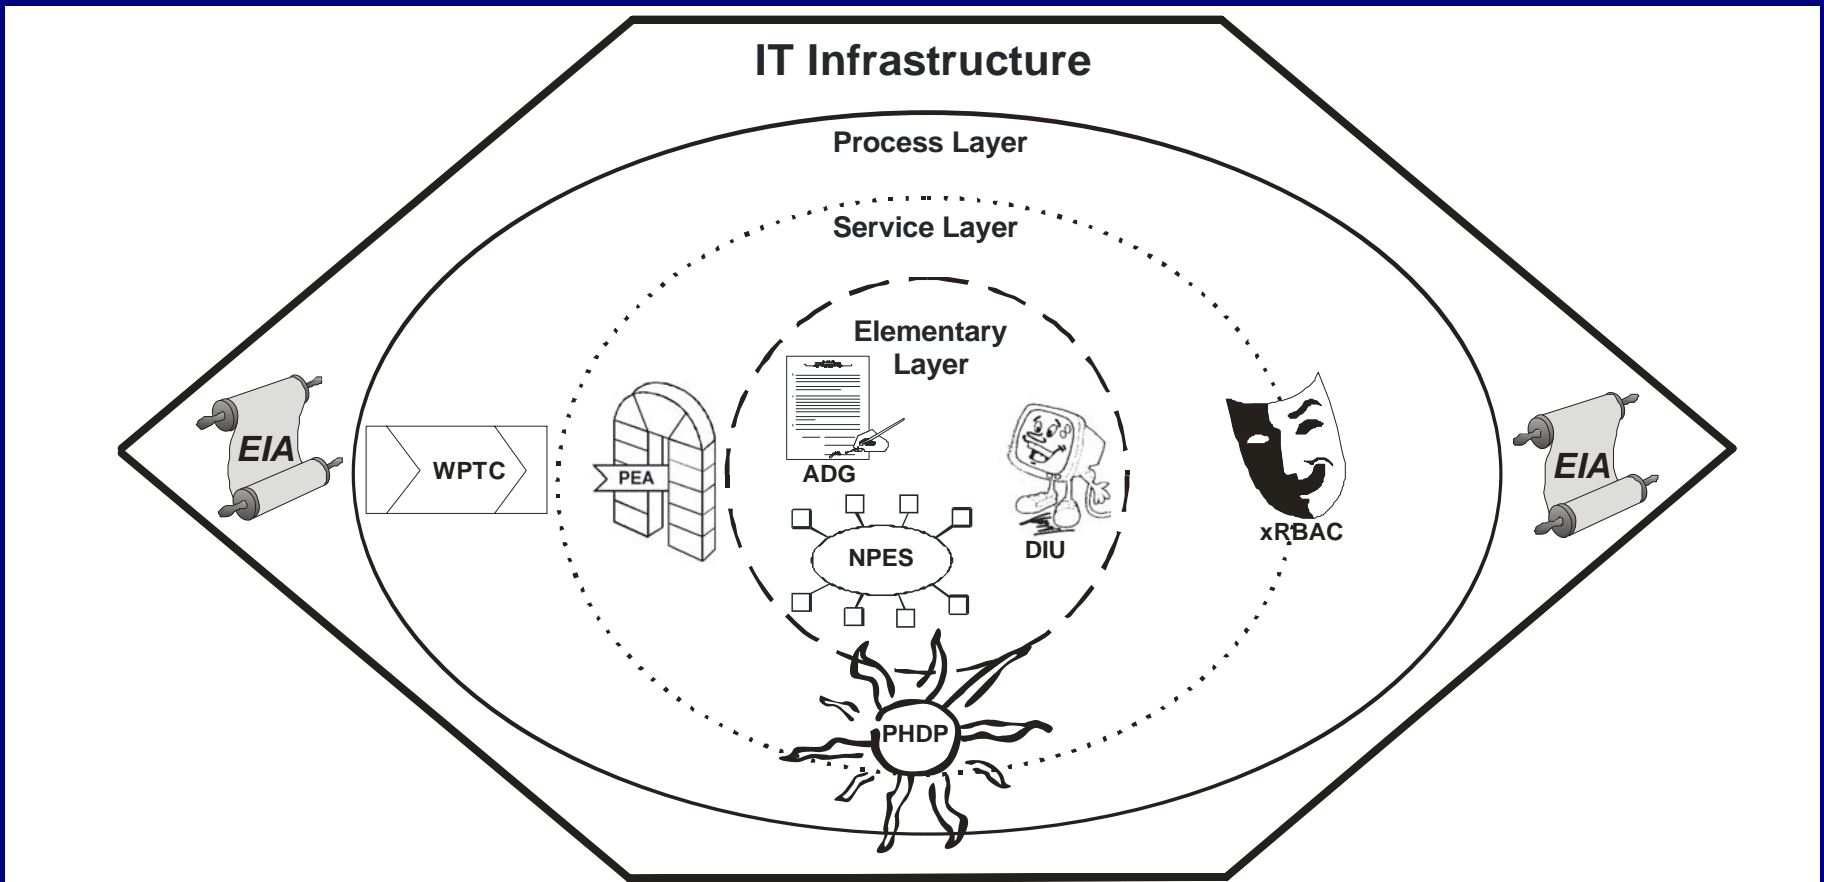 IT Infrastructure
Process Layer
Service Layer
Elementary
Layer
EIA
WPTC
PEA
ADG
NPES
DIU
xRBAC
EIA
PHDP